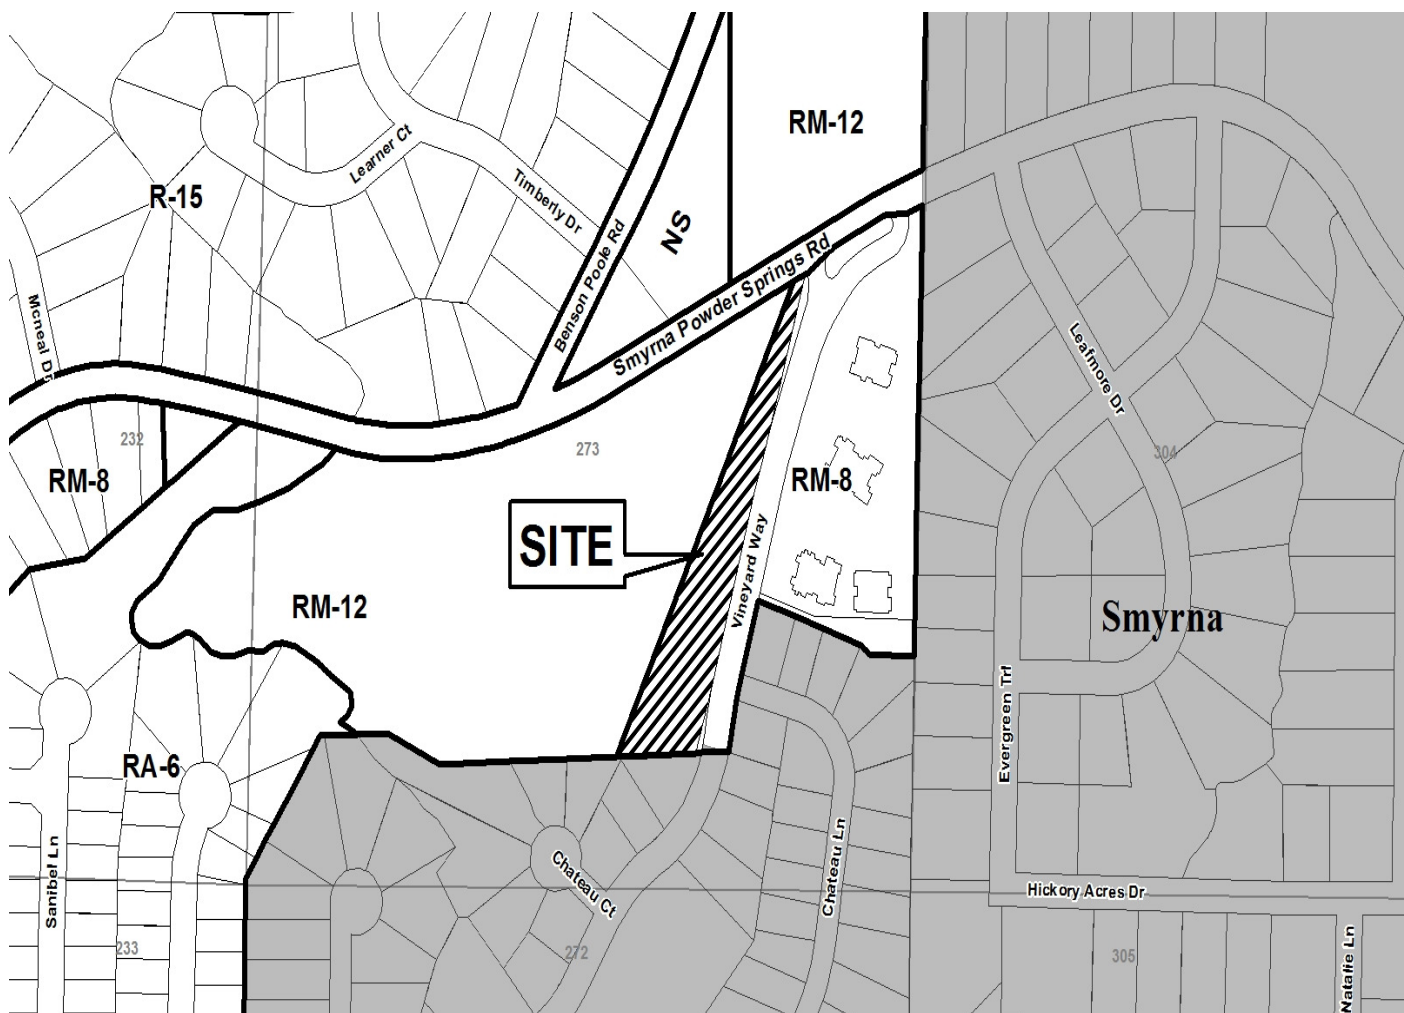 RM-12
Learner Ct
R-15
Timberly Dr
NS
Benson Poole Rd
Smyrna Powder Springs Rd
Mcneal Dr
Leafmore Dr
232
273
304
RM-8
RM-8
SITE
Vineyard Way
RM-12
Smyrna
Evergreen Trl
RA-6
Sanibel Ln
Chateau Ct
Chateau Ln
Hickory Acres Dr
233
272
305
Natalie Ln